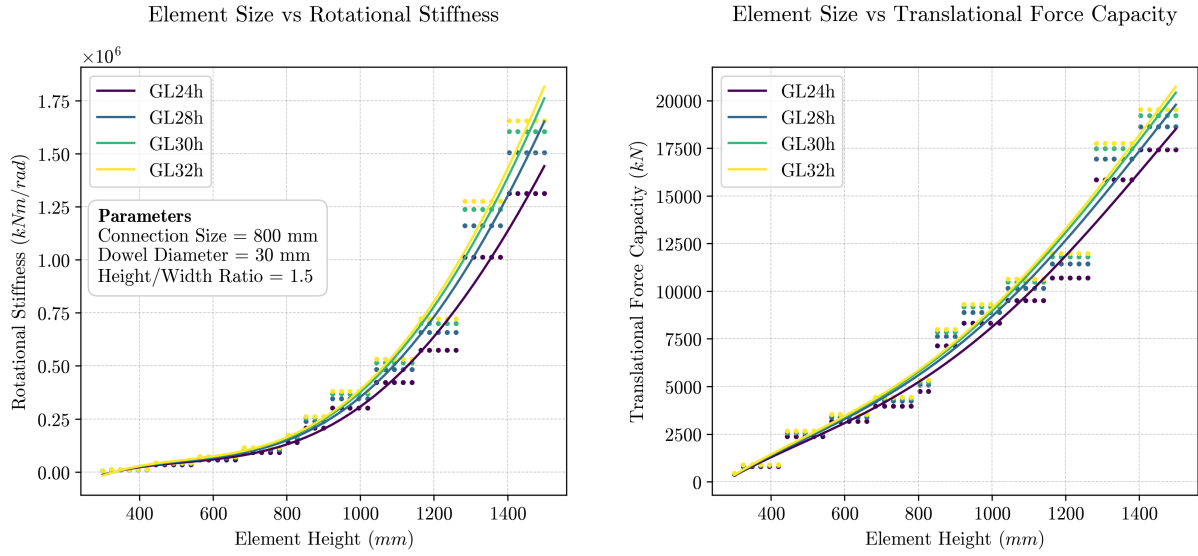 Element Size vs Rotational Stiffness
×10⁶
1.75
1.50
1.25
1.00
0.75
0.50
0.25
0.00
Rotational Stiffness (kNm/rad)
GL24h
GL28h
GL30h
GL32h
Parameters
Connection Size = 800 mm
Dowel Diameter = 30 mm
Height/Width Ratio = 1.5
400 600 800 1000 1200 1400
Element Height (mm)
Element Size vs Translational Force Capacity
20000
17500
15000
12500
10000
7500
5000
2500
0
Translational Force Capacity (kN)
GL24h
GL28h
GL30h
GL32h
400 600 800 1000 1200 1400
Element Height (mm)